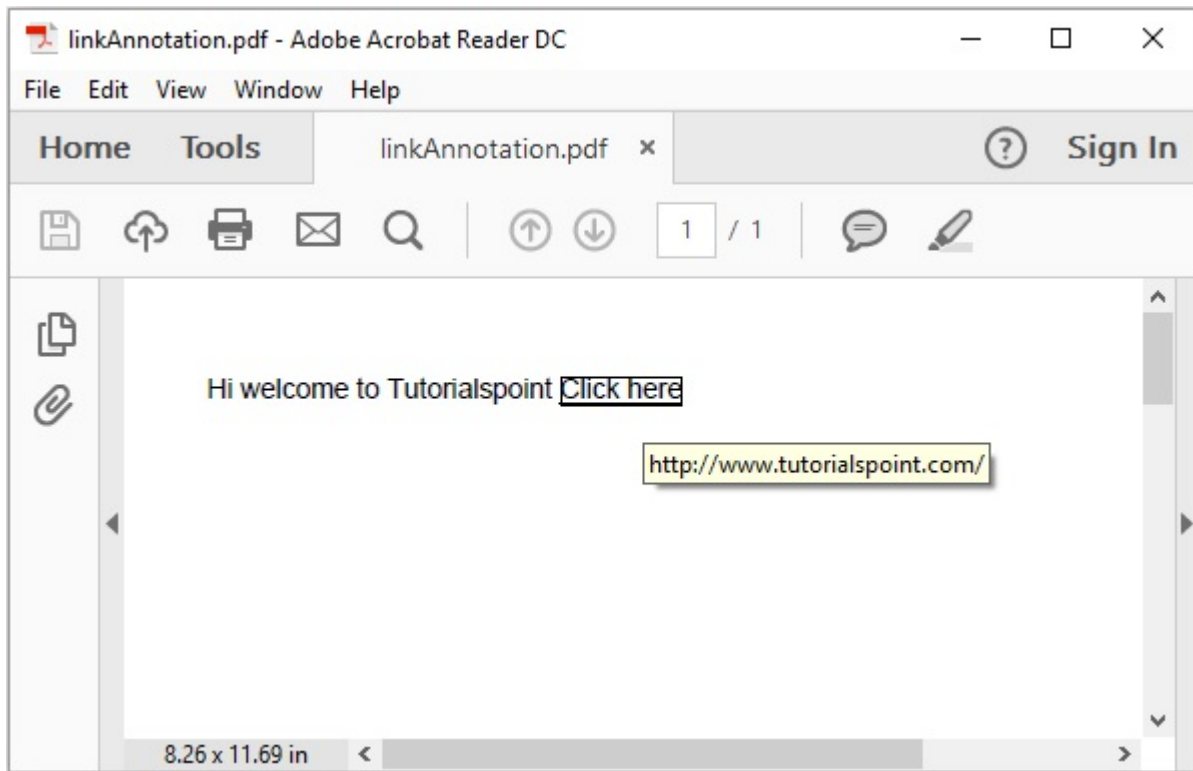 linkAnnotation.pdf - Adobe Acrobat Reader DC
File Edit View Window Help
Home Tools linkAnnotation.pdf × ? Sign In
1 / 1
Hi welcome to Tutorialspoint Click here
http://www.tutorialspoint.com/
8.26 x 11.69 in